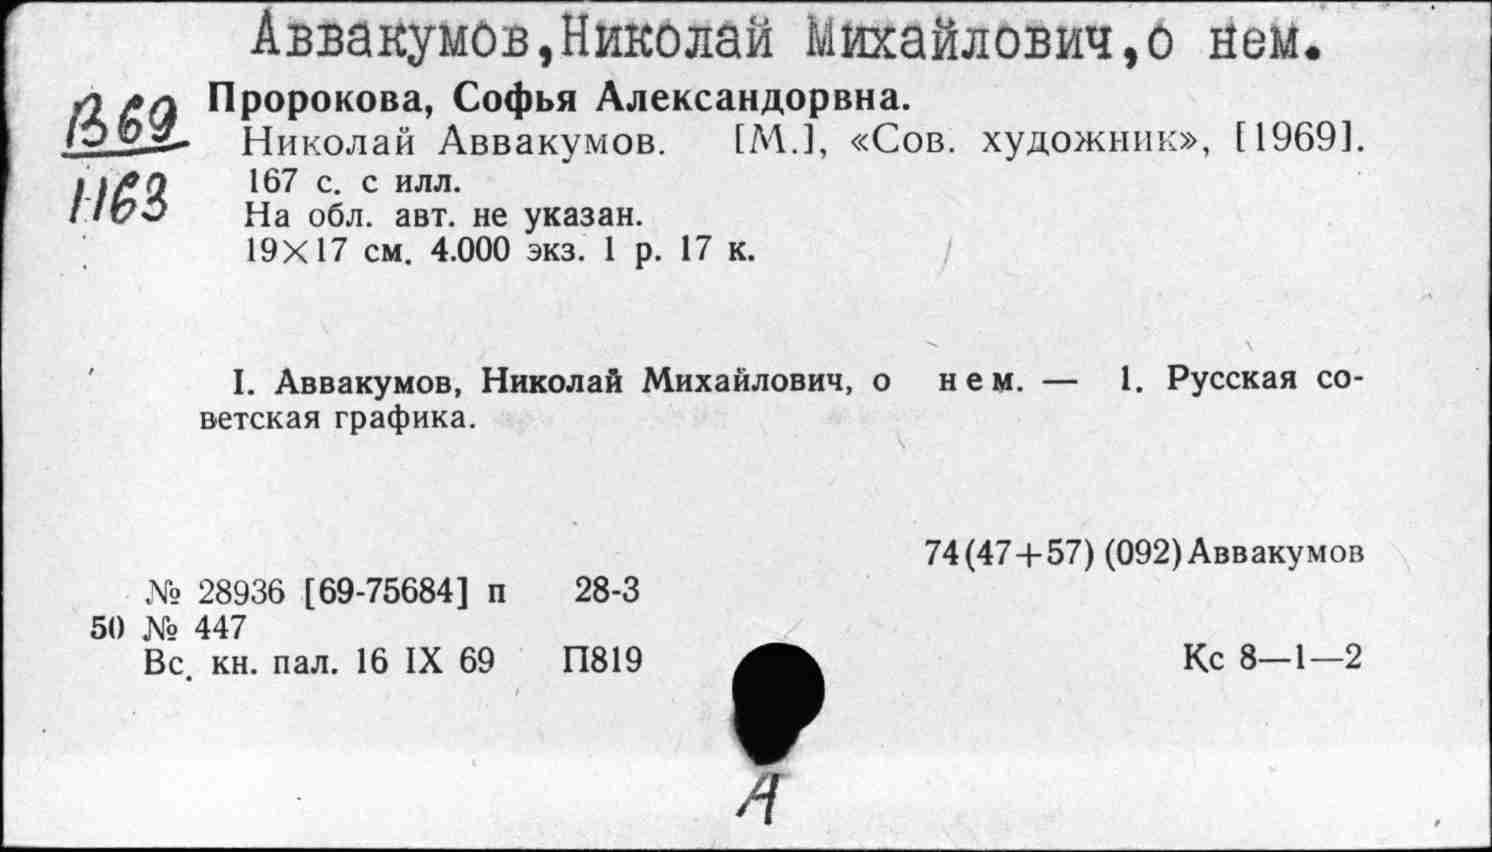 Аввакумов,Николай Михайлович,о нем.
В69
1163
Пророкова, Софья Александорвна.
Николай Аввакумов. [М.], «Сов. художник», [1969].
167 с. с илл.
На обл. авт. не указан.
19×17 см. 4.000 экз. 1 р. 17 к.
I. Аввакумов, Николай Михайлович, о нем. — 1. Русская со-
ветская графика.
74(47+57)(092)Аввакумов
№ 28936 [69-75684] п 28-3
50 № 447
Вс. кн. пал. 16 IX 69 П819
Кс 8—1—2
А